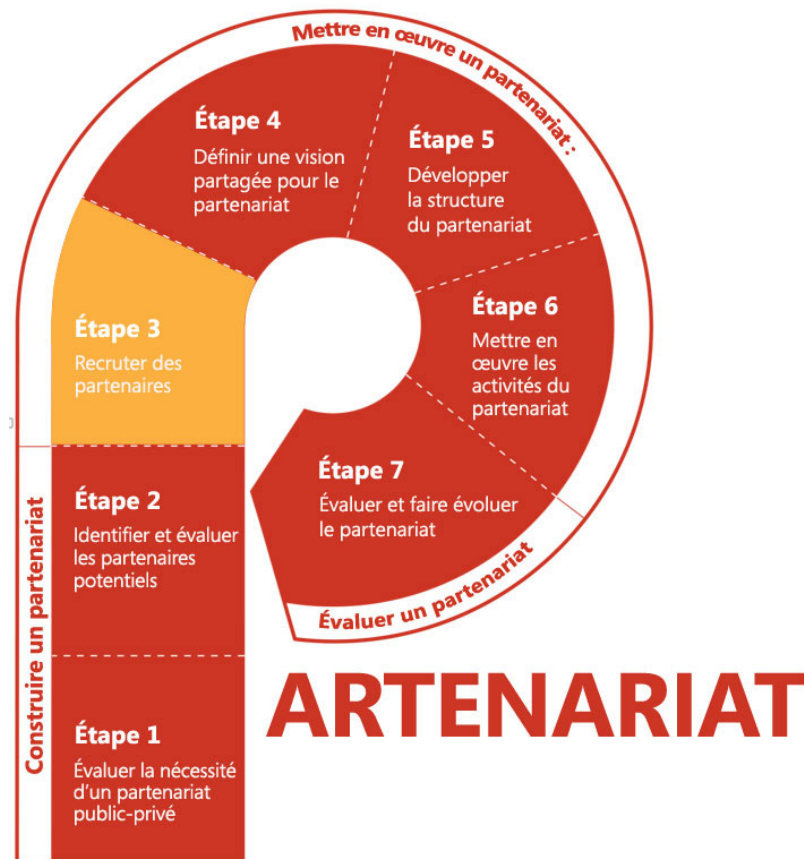 Mettre en œuvre un partenariat :
Étape 4
Définir une vision
partagée pour le
partenariat
Étape 5
Développer
la structure
du partenariat
Étape 3
Recruter des
partenaires
Étape 6
Mettre en
œuvre les
activités du
partenariat
Étape 7
Évaluer et faire évoluer
le partenariat
Étape 2
Identifier et évaluer
les partenaires
potentiels
Évaluer un partenariat
Construire un partenariat
ARTENARIAT
Étape 1
Évaluer la nécessité
d'un partenariat
public-privé